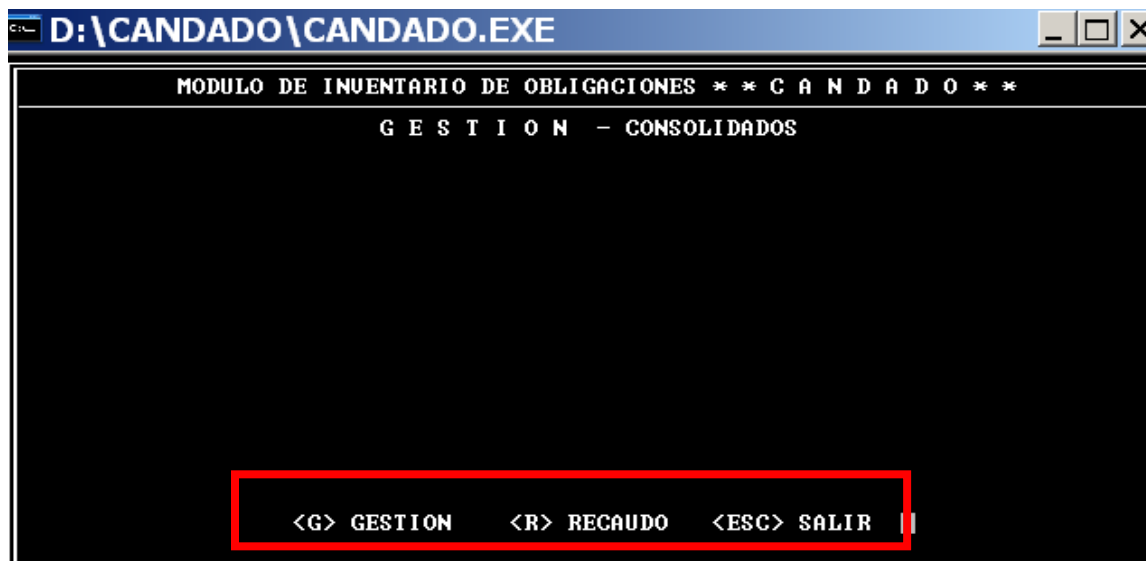 D:\CANDADO\CANDADO.EXE
MODULO DE INVENTARIO DE OBLIGACIONES * * C A N D A D O * *
G E S T I O N - CONSOLIDADOS
<G> GESTION <R> RECAUDO <ESC> SALIR